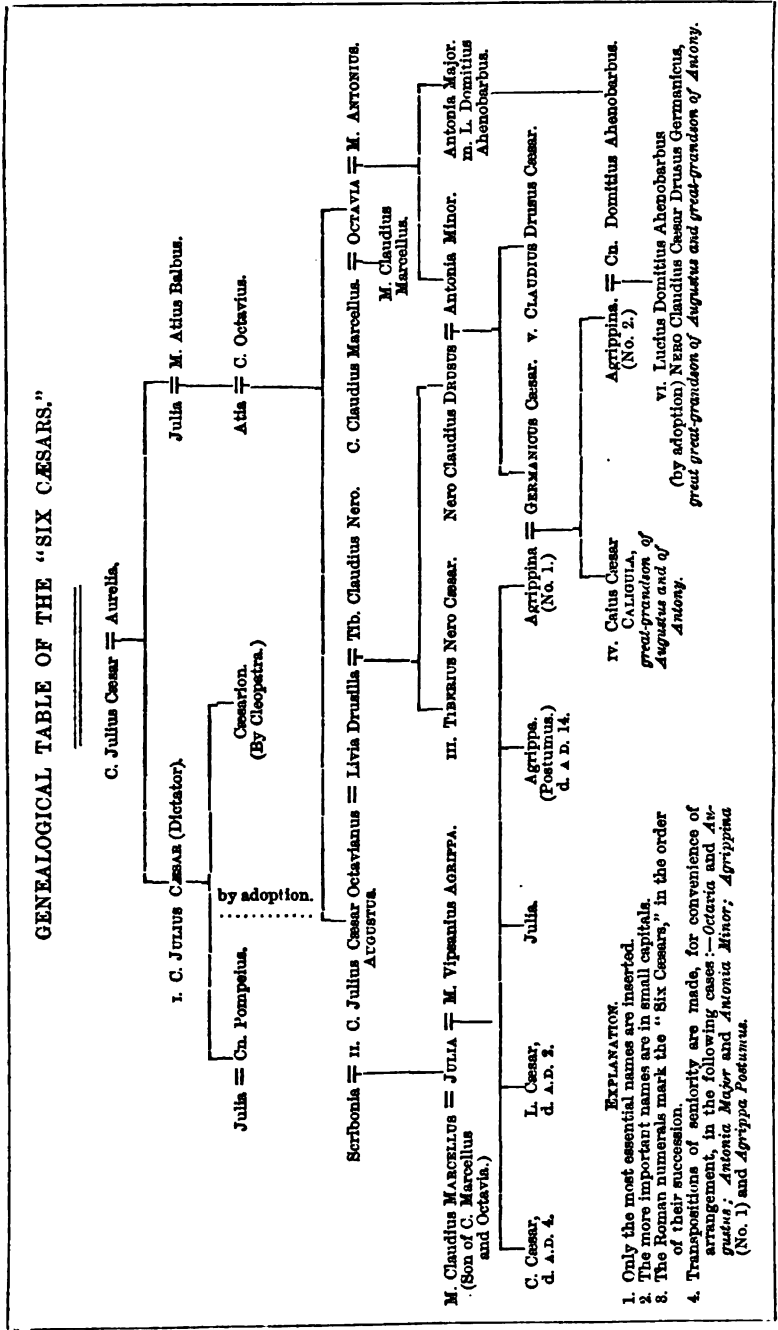 GENEALOGICAL TABLE OF THE “SIX CÆSARS.”
C. Julius Cæsar = Aurelia.
I. C. JULIUS CÆSAR (Dictator).
Julia = M. Atius Balbus.
Julia = Cn. Pompeius.
Cæsarion.
(By Cleopatra.)
Atia = C. Octavius.
by adoption.
Scribonia = II. C. Julius Cæsar Octavianus = Livia Drusilla = Tib. Claudius Nero.
AUGUSTUS.
C. Claudius Marcellus. = OCTAVIA = M. ANTONIUS.
M. Claudius
Marcellus.
M. Claudius MARCELLUS = JULIA = M. Vipsanius AGRIPPA.
(Son of C. Marcellus
and Octavia.)
III. TIBERIUS Nero Cæsar.
Nero Claudius DRUSUS = Antonia Minor.
Antonia Major.
m. L. Domitius
Ahenobarbus.
C. Cæsar,
d. A.D. 4.
L. Cæsar,
d. A.D. 2.
Julia.
Agrippa.
(Postumus.)
d. A D. 14.
Agrippina = GERMANICUS Cæsar.
(No. 1.)
V. CLAUDIUS Drusus Cæsar.
IV. Caius Cæsar
CALIGULA,
great-grandson of
Augustus and of
Antony.
Agrippina. = Cn. Domitius Ahenobarbus.
(No. 2.)
VI. Lucius Domitius Ahenobarbus
(by adoption) NERO Claudius Cæsar Drusus Germanicus,
great great-grandson of Augustus and great-grandson of Antony.
EXPLANATION.
1. Only the most essential names are inserted.
2. The more important names are in small capitals.
3. The Roman numerals mark the “Six Cæsars,” in the order
of their succession.
4. Transpositions of seniority are made, for convenience of
arrangement, in the following cases:—Octavia and Au-
gustus; Antonia Major and Antonia Minor; Agrippina
(No. 1) and Agrippa Postumus.